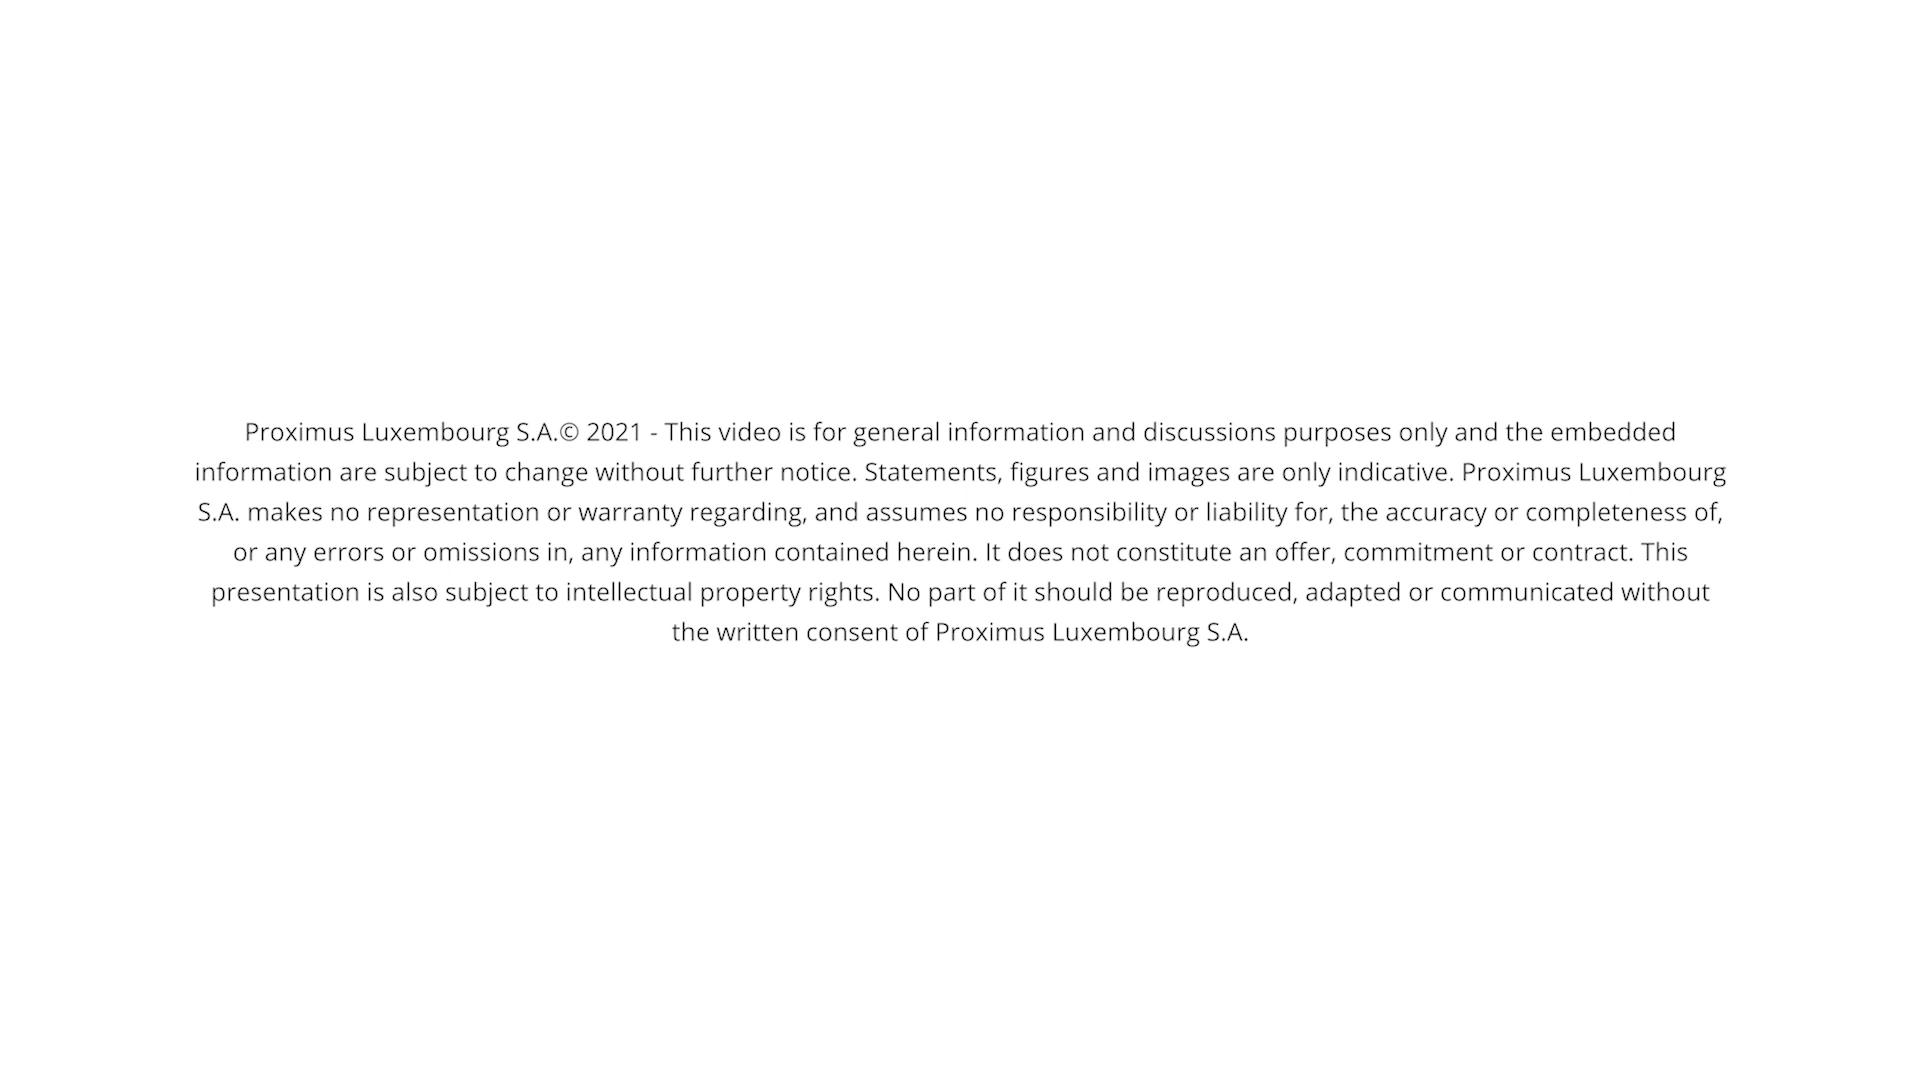 Proximus Luxembourg S.A.© 2021 - This video is for general information and discussions purposes only and the embedded
information are subject to change without further notice. Statements, figures and images are only indicative. Proximus Luxembourg
S.A. makes no representation or warranty regarding, and assumes no responsibility or liability for, the accuracy or completeness of,
or any errors or omissions in, any information contained herein. It does not constitute an offer, commitment or contract. This
presentation is also subject to intellectual property rights. No part of it should be reproduced, adapted or communicated without
the written consent of Proximus Luxembourg S.A.